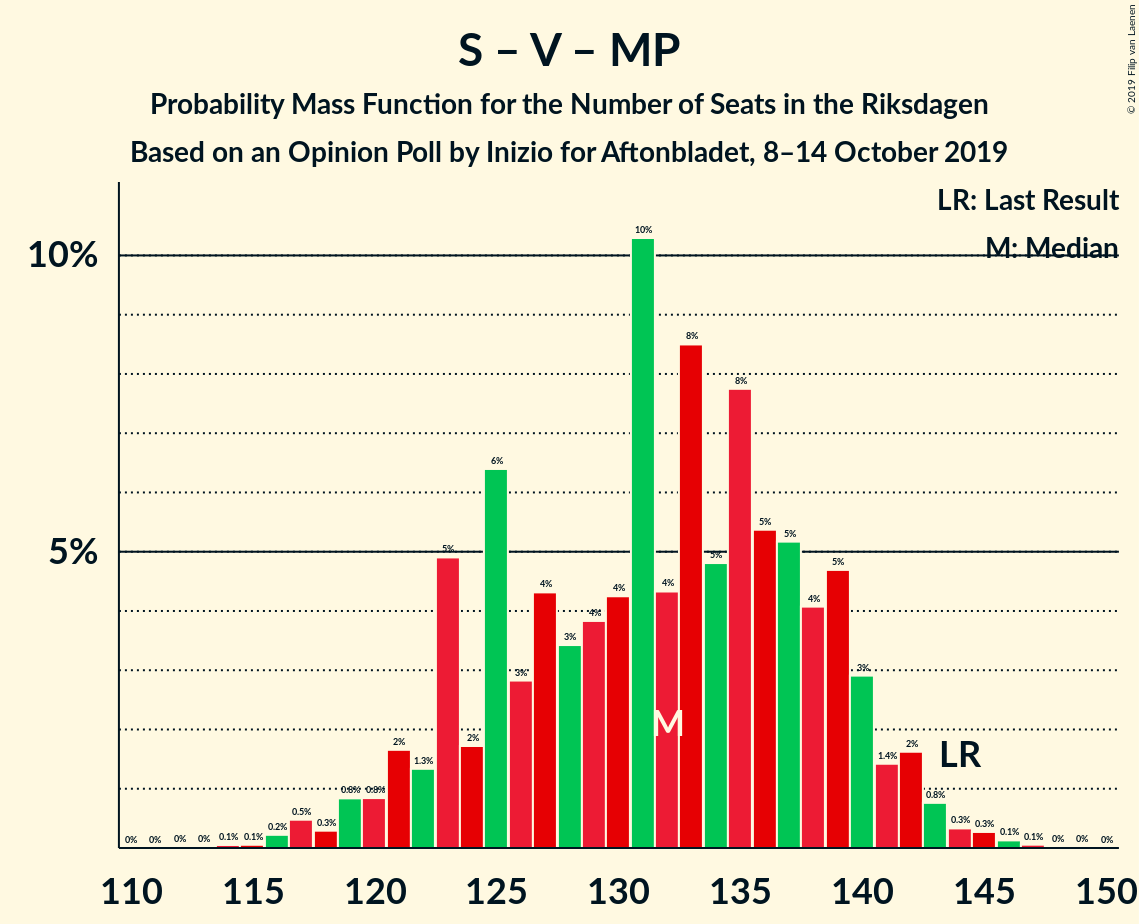 S – V – MP
Probability Mass Function for the Number of Seats in the Riksdagen
Based on an Opinion Poll by Inizio for Aftonbladet, 8–14 October 2019
© 2019 Filip van Laenen
LR: Last Result
M: Median
10%
5%
0% 0% 0% 0% 0.1% 0.1% 0.2% 0.5% 0.3% 0.8% 0.8% 2% 1.3% 5% 2% 6% 3% 4% 3% 4% 4% 10% 4% 8% 5% 8% 5% 5% 4% 5% 3% 1.4% 2% 0.8% 0.3% 0.3% 0.1% 0.1% 0% 0% 0%
M
LR
110 115 120 125 130 135 140 145 150